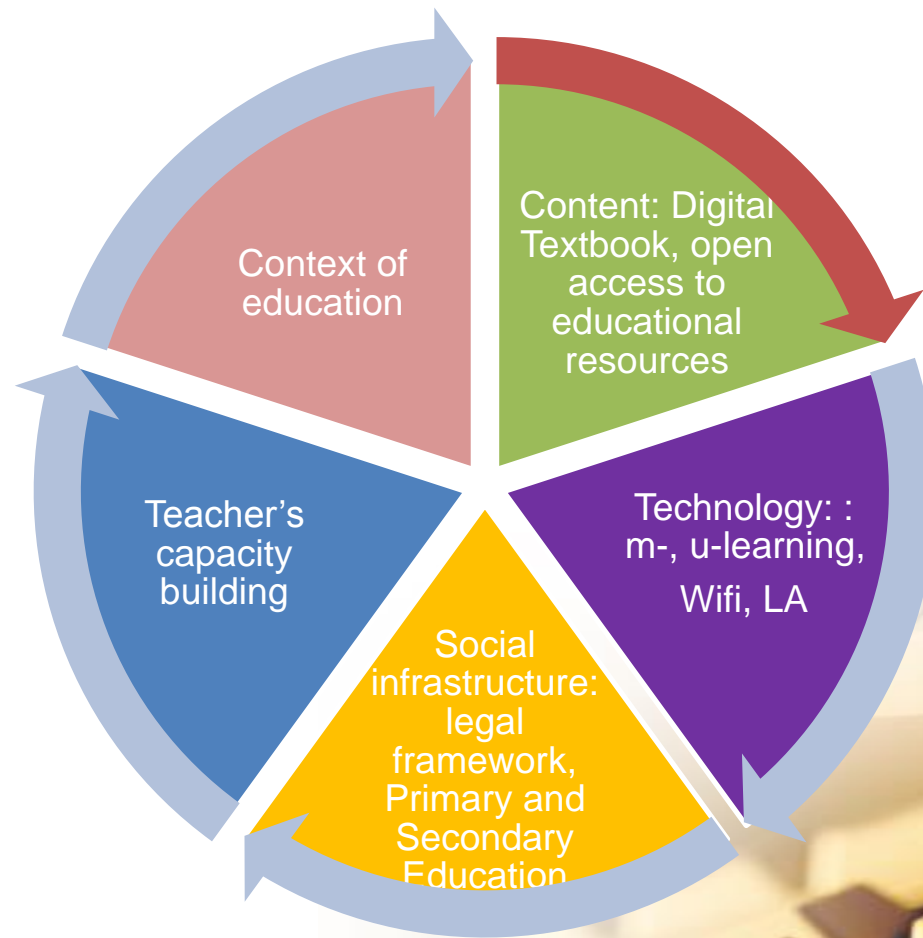 Content: Digital
Textbook, open
access to
educational
resources
Technology: :
m-, u-learning,
Wifi, LA
Social
infrastructure:
legal
framework,
Primary and
Secondary
Education
Teacher’s
capacity
building
Context of
education